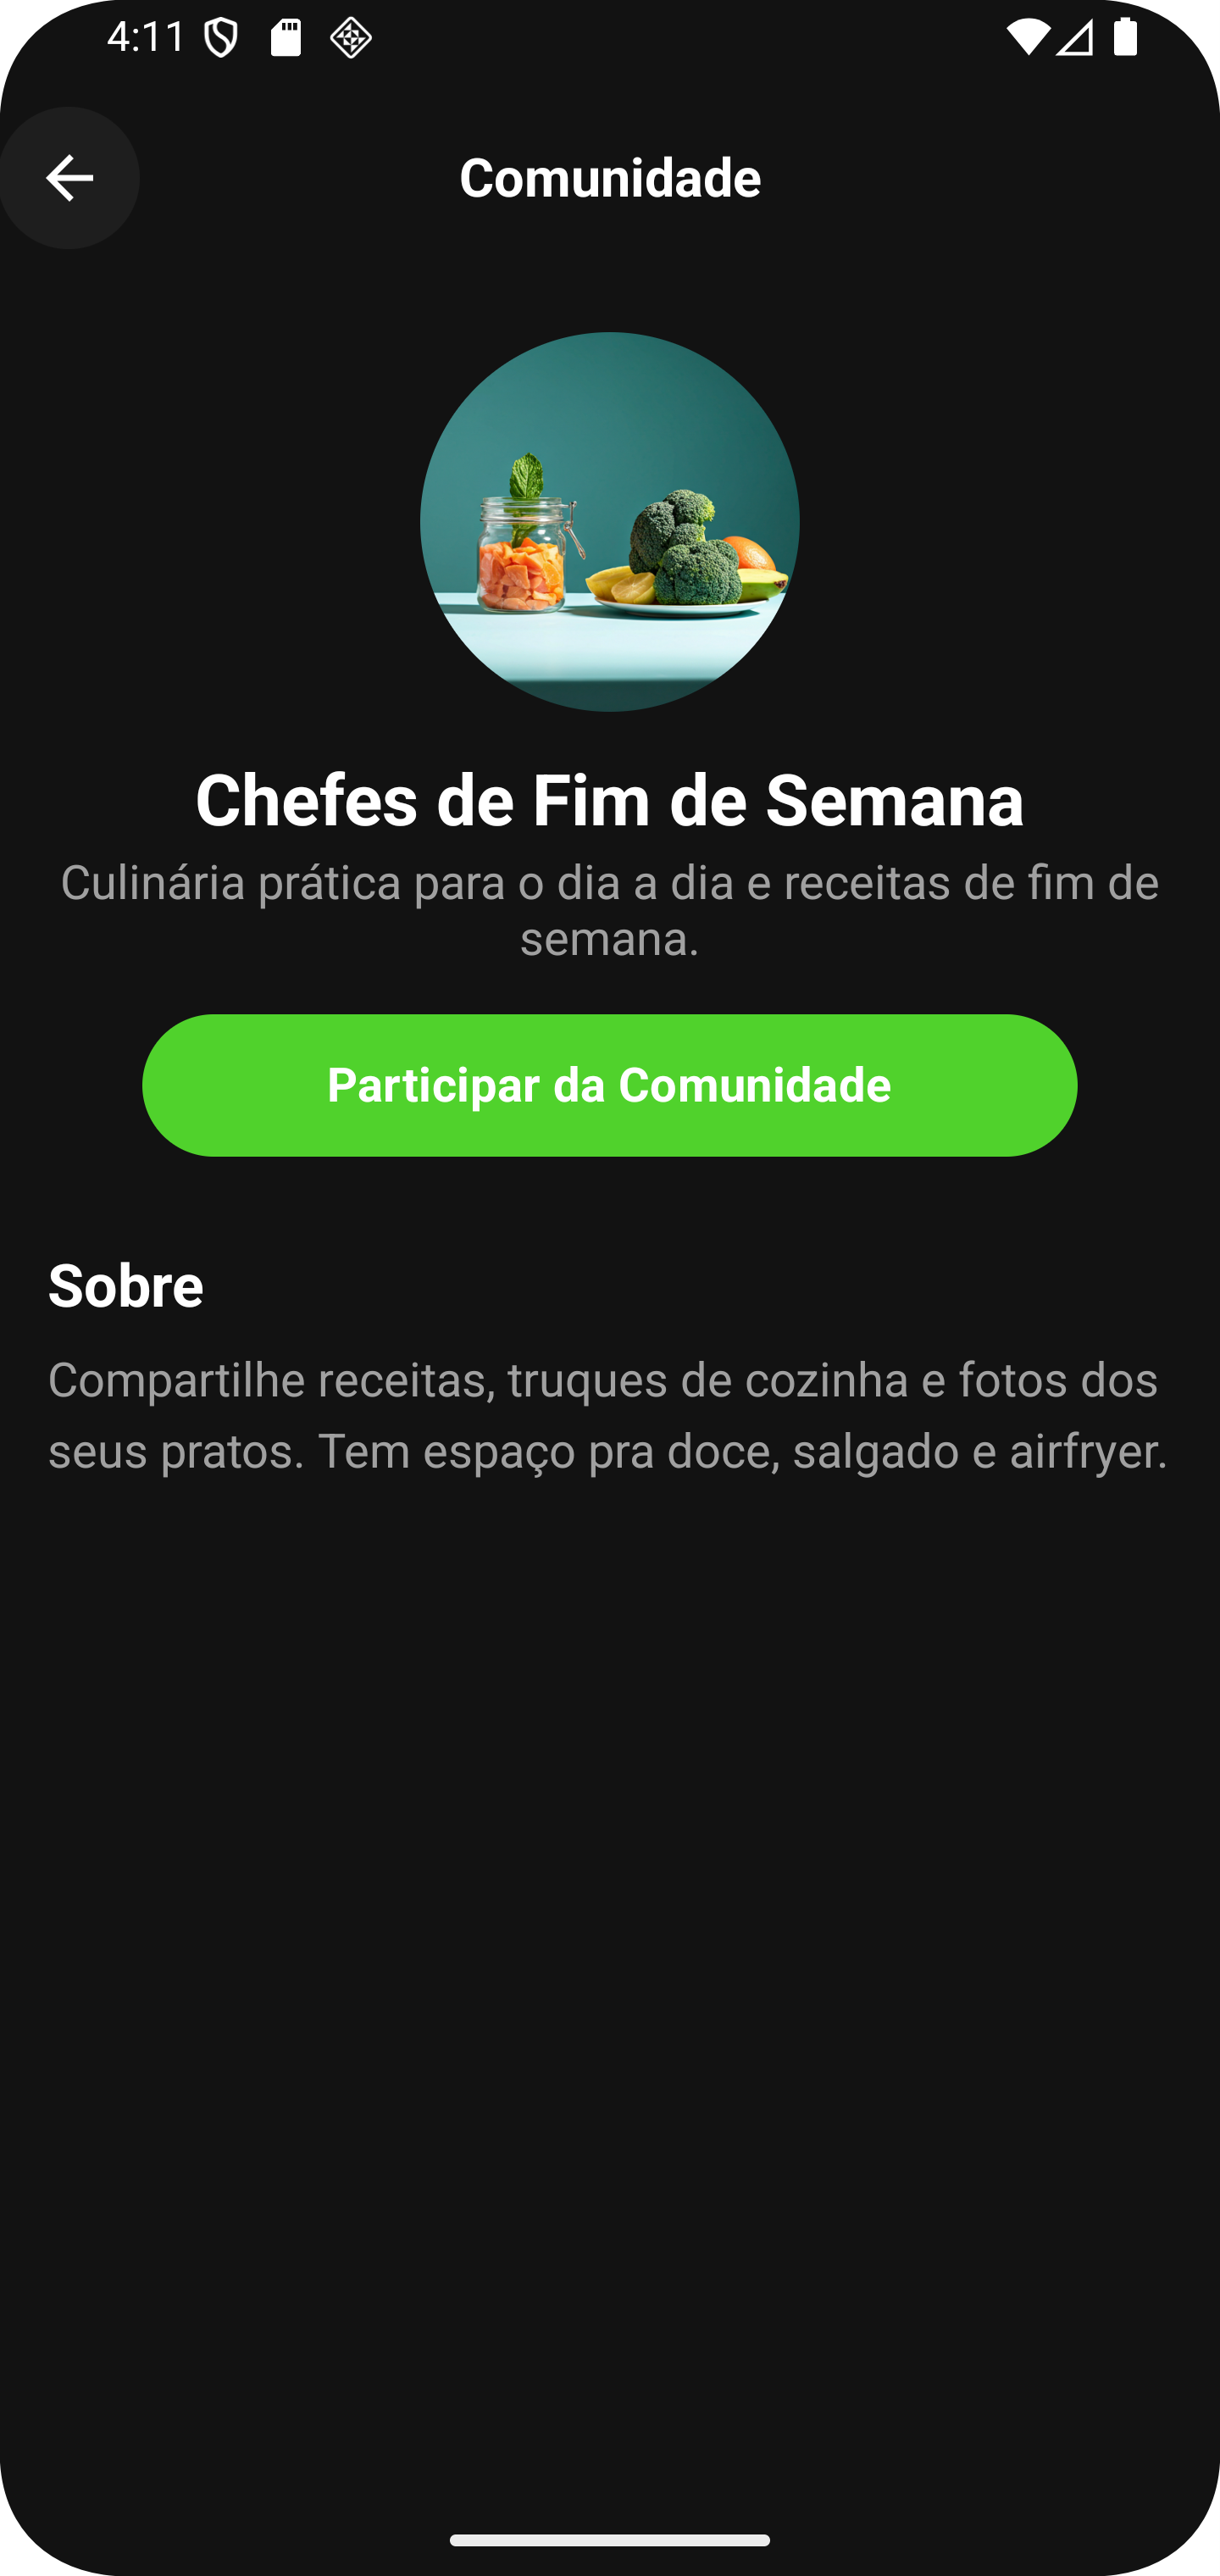 4:11
Comunidade
Chefes de Fim de Semana
Culinária prática para o dia a dia e receitas de fim de
semana.
Participar da Comunidade
Sobre
Compartilhe receitas, truques de cozinha e fotos dos
seus pratos. Tem espaço pra doce, salgado e airfryer.